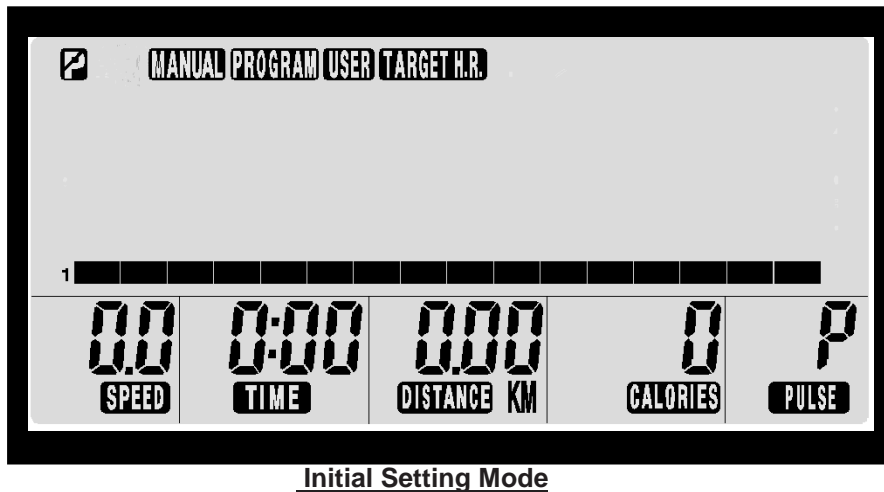 P MANUAL PROGRAM USER TARGET H.R.
1
0.0 0:00 0.00 0 P
SPEED TIME DISTANCE KM CALORIES PULSE
Initial Setting Mode